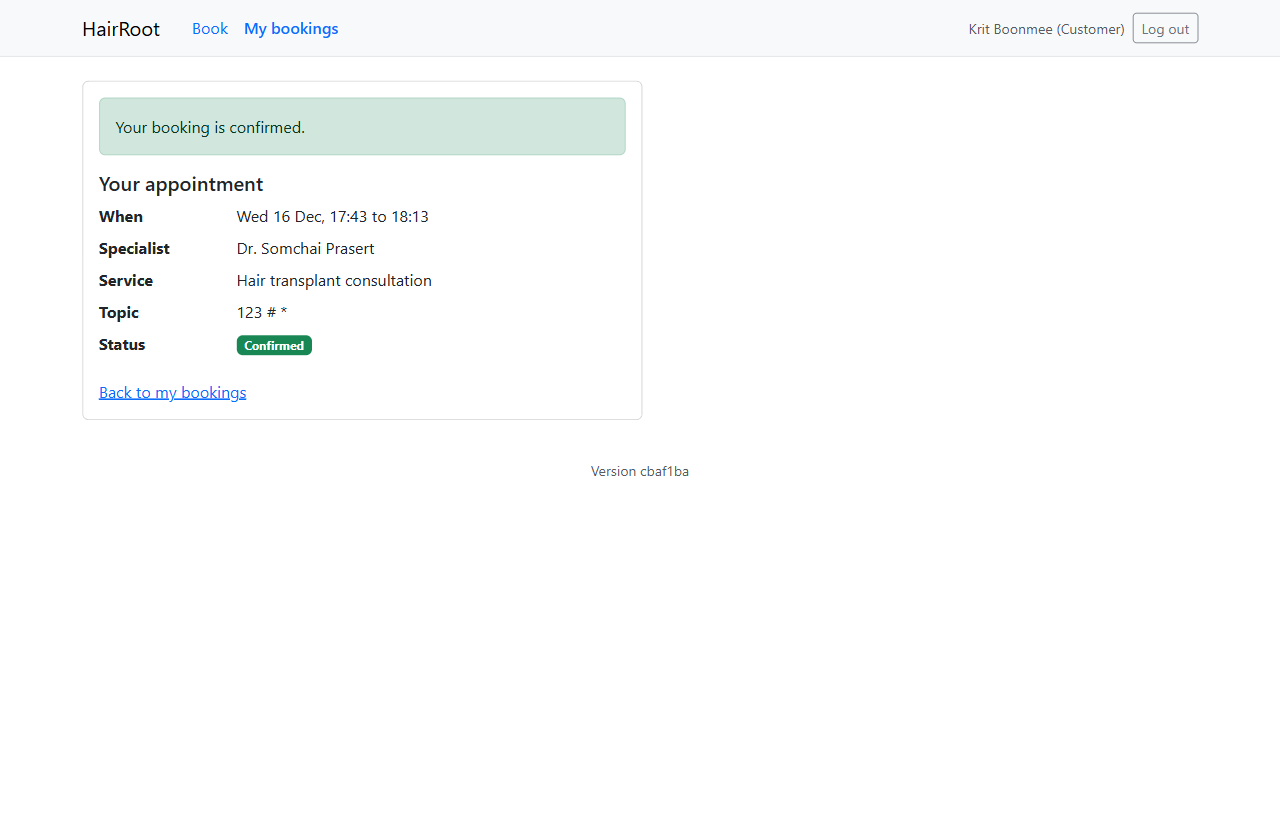 HairRoot Book My bookings Krit Boonmee (Customer) Log out
Your booking is confirmed.
Your appointment
When Wed 16 Dec, 17:43 to 18:13
Specialist Dr. Somchai Prasert
Service Hair transplant consultation
Topic 123 # *
Status Confirmed
Back to my bookings
Version cbaf1ba